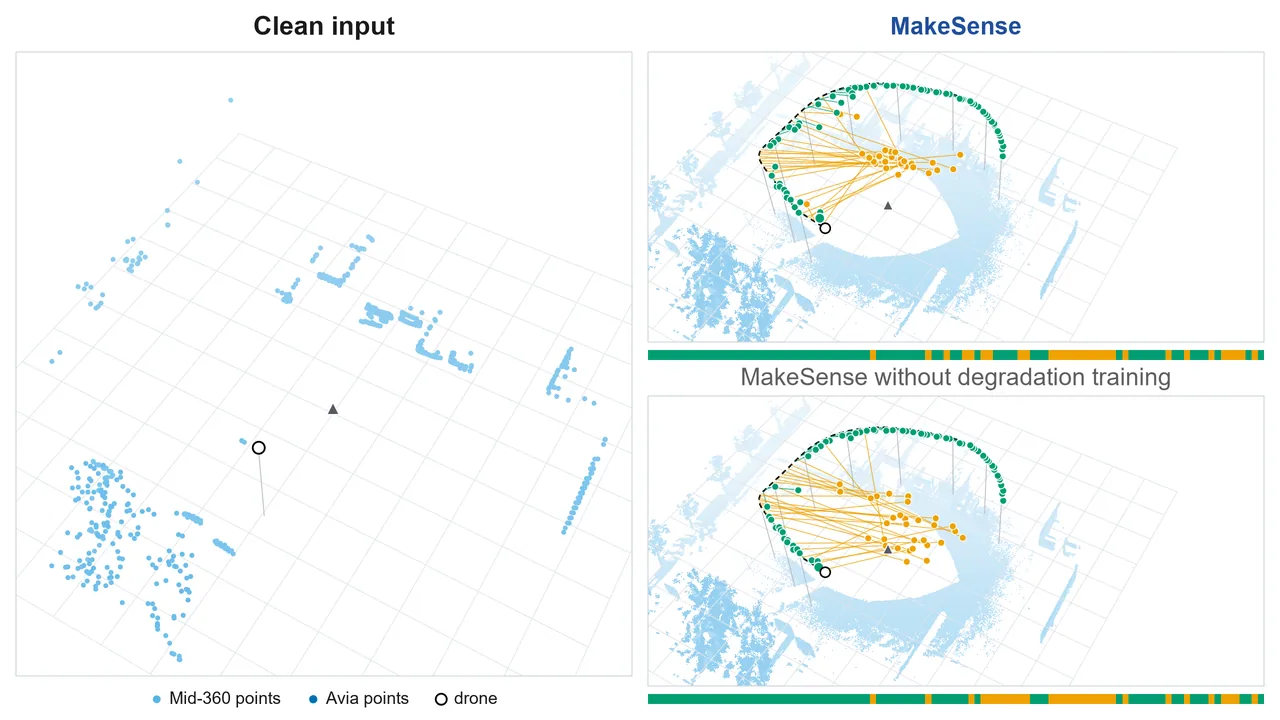 Clean input
MakeSense
MakeSense without degradation training
Mid-360 points
Avia points
drone